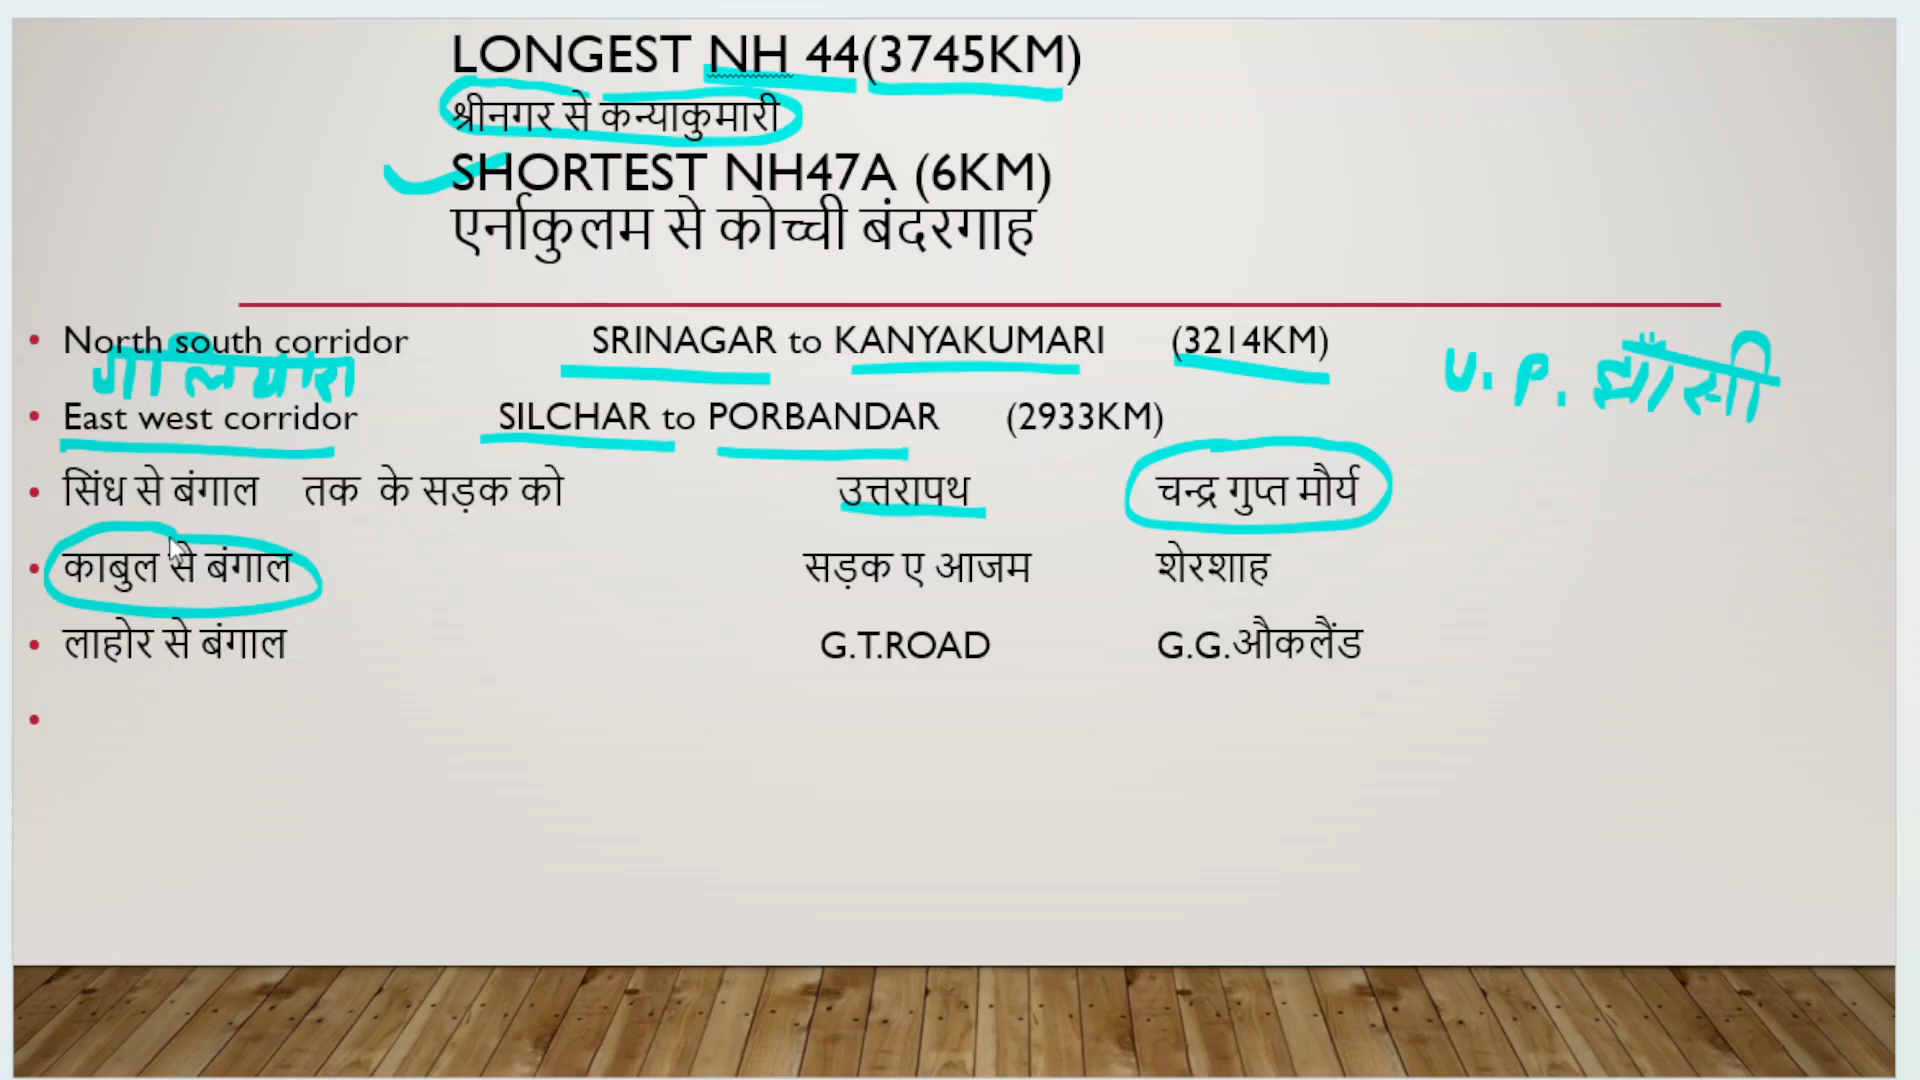 LONGEST NH 44(3745KM)
श्रीनगर से कन्याकुमारी
SHORTEST NH47A (6KM)
एर्नाकुलम से कोच्ची बंदरगाह
• North south corridor SRINAGAR to KANYAKUMARI (3214KM)
U.P. झाँसी
• East west corridor SILCHAR to PORBANDAR (2933KM)
• सिंध से बंगाल तक के सड़क को उत्तरापथ चन्द्र गुप्त मौर्य
• काबुल से बंगाल सड़क ए आजम शेरशाह
• लाहोर से बंगाल G.T.ROAD G.G.औकलैंड